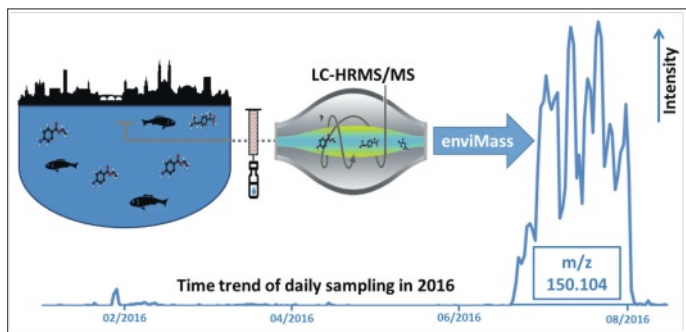 LC-HRMS/MS
?
enviMass
Intensity
m/z
150.104
Time trend of daily sampling in 2016
02/2016
04/2016
06/2016
08/2016